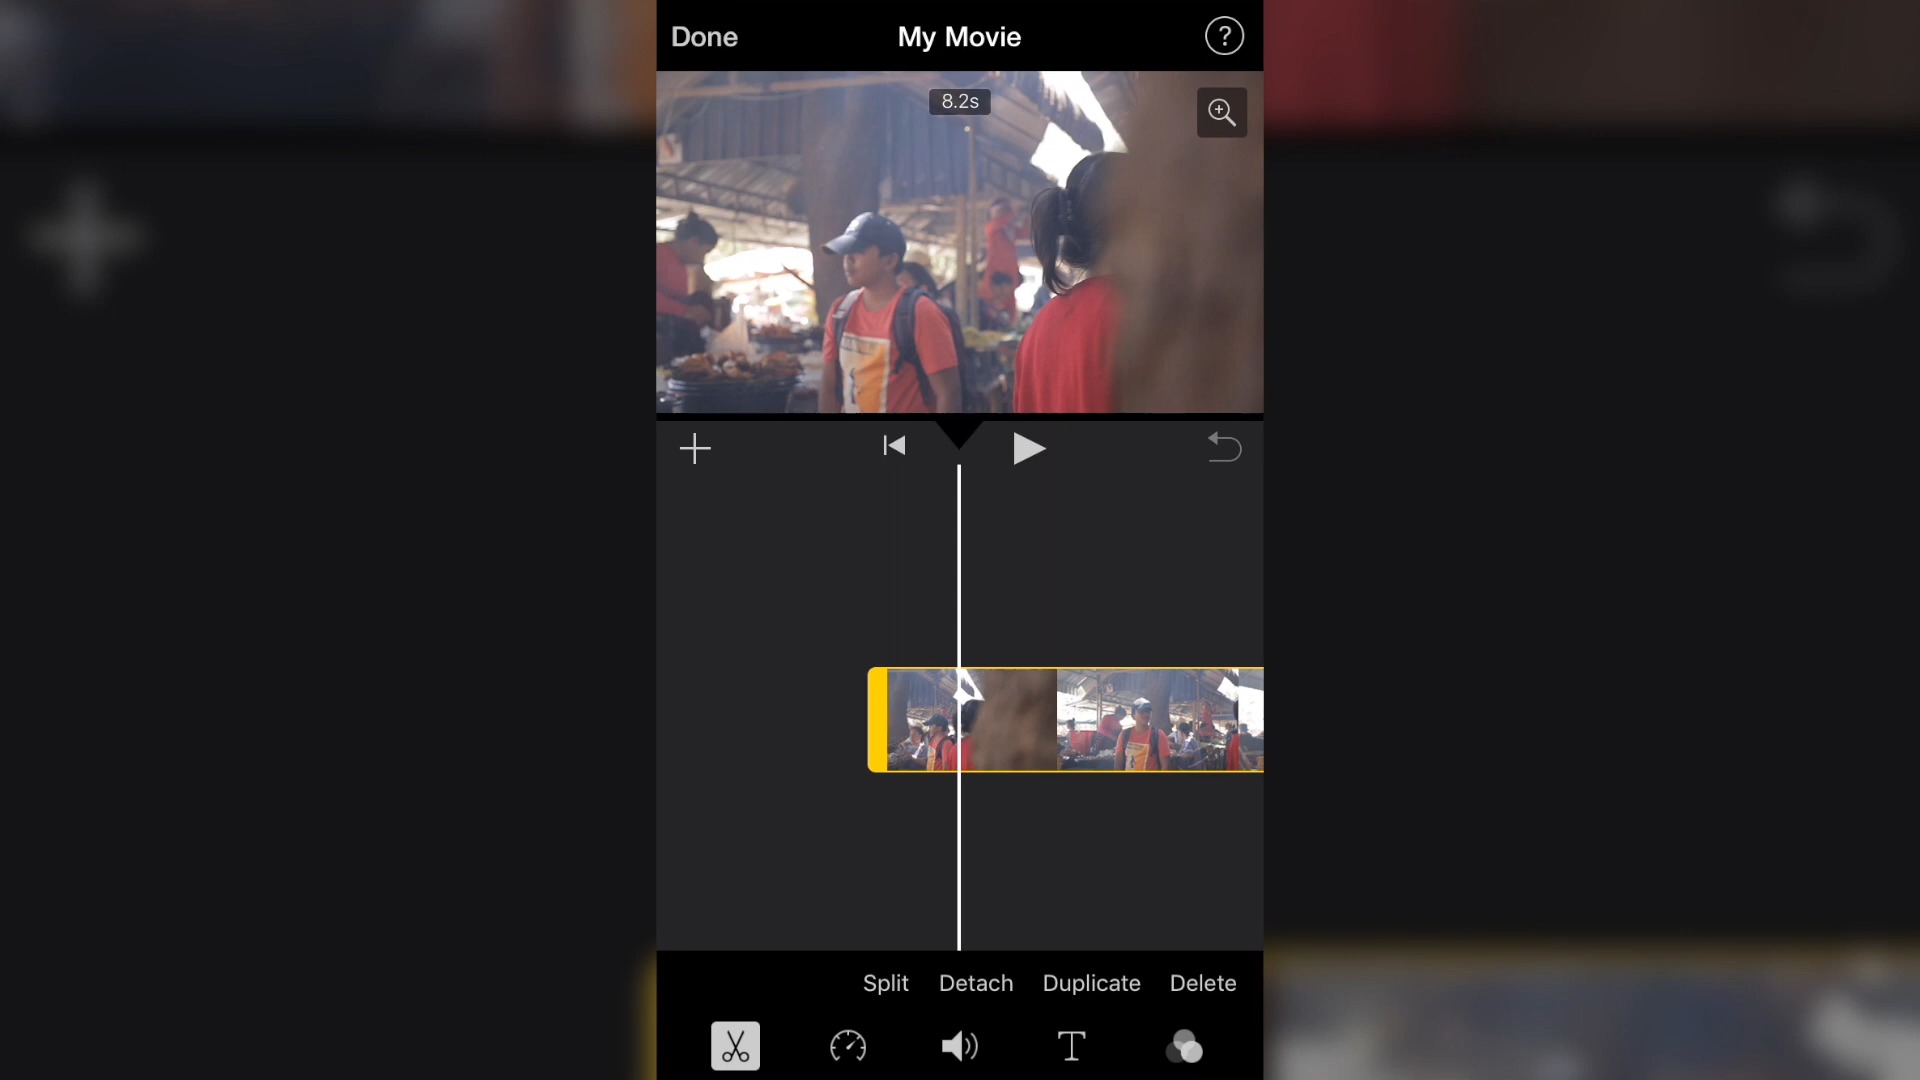 Done
My Movie
?
8.2s
Split
Detach
Duplicate
Delete
T